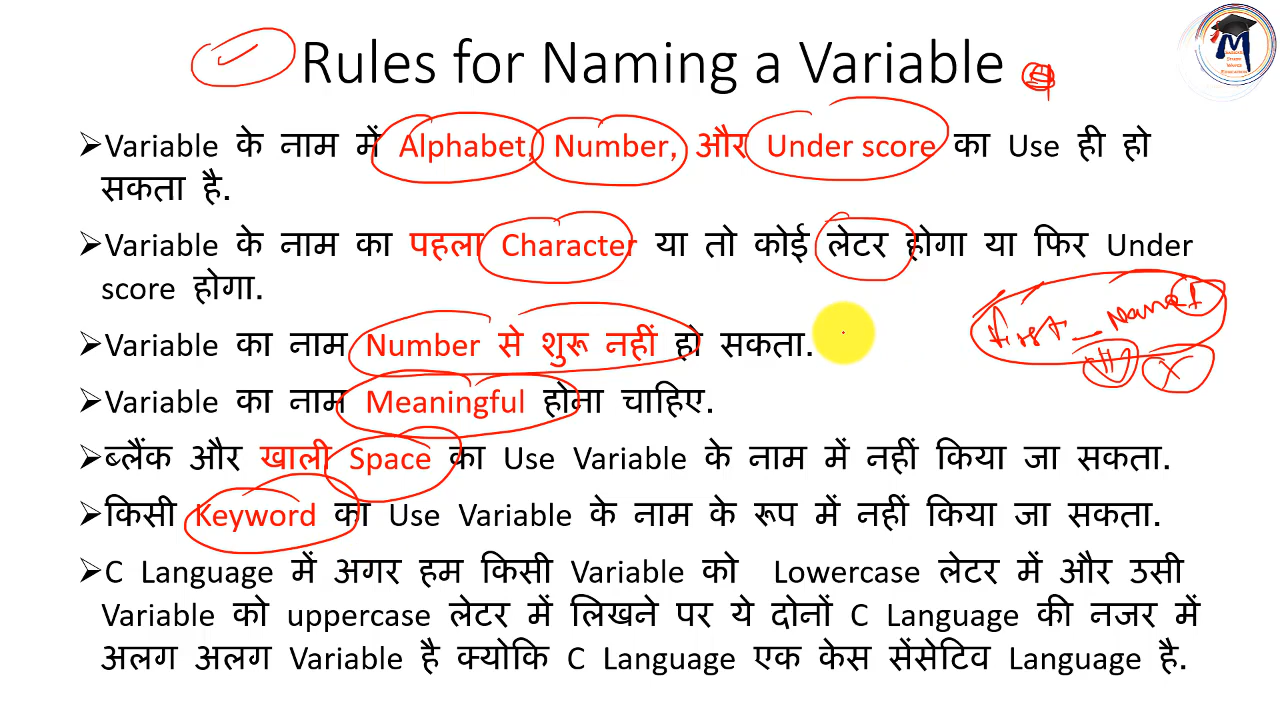 Rules for Naming a Variable
➢Variable के नाम में Alphabet, Number, और Under score का Use ही हो
सकता है.
➢Variable के नाम का पहला Character या तो कोई लेटर होगा या फिर Under
score होगा.
First_Name1
➢Variable का नाम Number से शुरू नहीं हो सकता.
➢Variable का नाम Meaningful होना चाहिए.
➢ब्लैंक और खाली Space का Use Variable के नाम में नहीं किया जा सकता.
➢किसी Keyword का Use Variable के नाम के रूप में नहीं किया जा सकता.
➢C Language में अगर हम किसी Variable को Lowercase लेटर में और उसी
Variable को uppercase लेटर में लिखने पर ये दोनों C Language की नजर में
अलग अलग Variable है क्योकि C Language एक केस सेंसेटिव Language है.